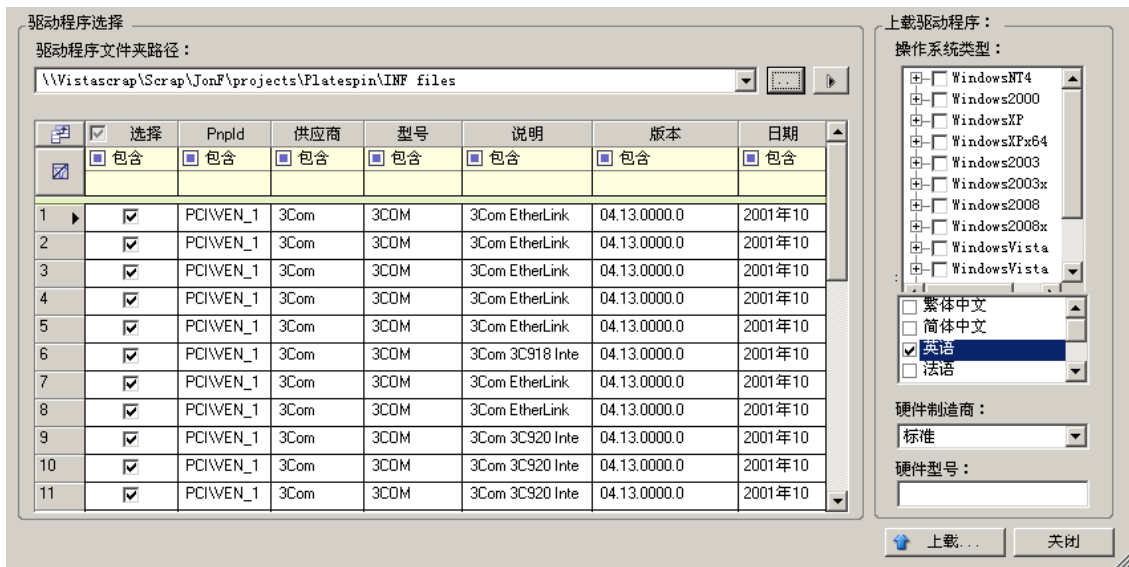 驱动程序选择
驱动程序文件夹路径：
\\Vistascrap\Scrap\JonF\projects\Platespin\INF files
...
选择 PnpId 供应商 型号 说明 版本 日期
包含 包含 包含 包含 包含 包含 包含
1 PCI\VEN_1 3Com 3COM 3Com EtherLink 04.13.0000.0 2001年10
2 PCI\VEN_1 3Com 3COM 3Com EtherLink 04.13.0000.0 2001年10
3 PCI\VEN_1 3Com 3COM 3Com EtherLink 04.13.0000.0 2001年10
4 PCI\VEN_1 3Com 3COM 3Com EtherLink 04.13.0000.0 2001年10
5 PCI\VEN_1 3Com 3COM 3Com EtherLink 04.13.0000.0 2001年10
6 PCI\VEN_1 3Com 3COM 3Com 3C918 Inte 04.13.0000.0 2001年10
7 PCI\VEN_1 3Com 3COM 3Com EtherLink 04.13.0000.0 2001年10
8 PCI\VEN_1 3Com 3COM 3Com EtherLink 04.13.0000.0 2001年10
9 PCI\VEN_1 3Com 3COM 3Com 3C920 Inte 04.13.0000.0 2001年10
10 PCI\VEN_1 3Com 3COM 3Com 3C920 Inte 04.13.0000.0 2001年10
11 PCI\VEN_1 3Com 3COM 3Com 3C920 Inte 04.13.0000.0 2001年10
上载驱动程序：
操作系统类型：
WindowsNT4
Windows2000
WindowsXP
WindowsXPx64
Windows2003
Windows2003x
Windows2008
Windows2008x
WindowsVista
WindowsVista
繁体中文
简体中文
英语
法语
硬件制造商：
标准
硬件型号：
上载...
关闭